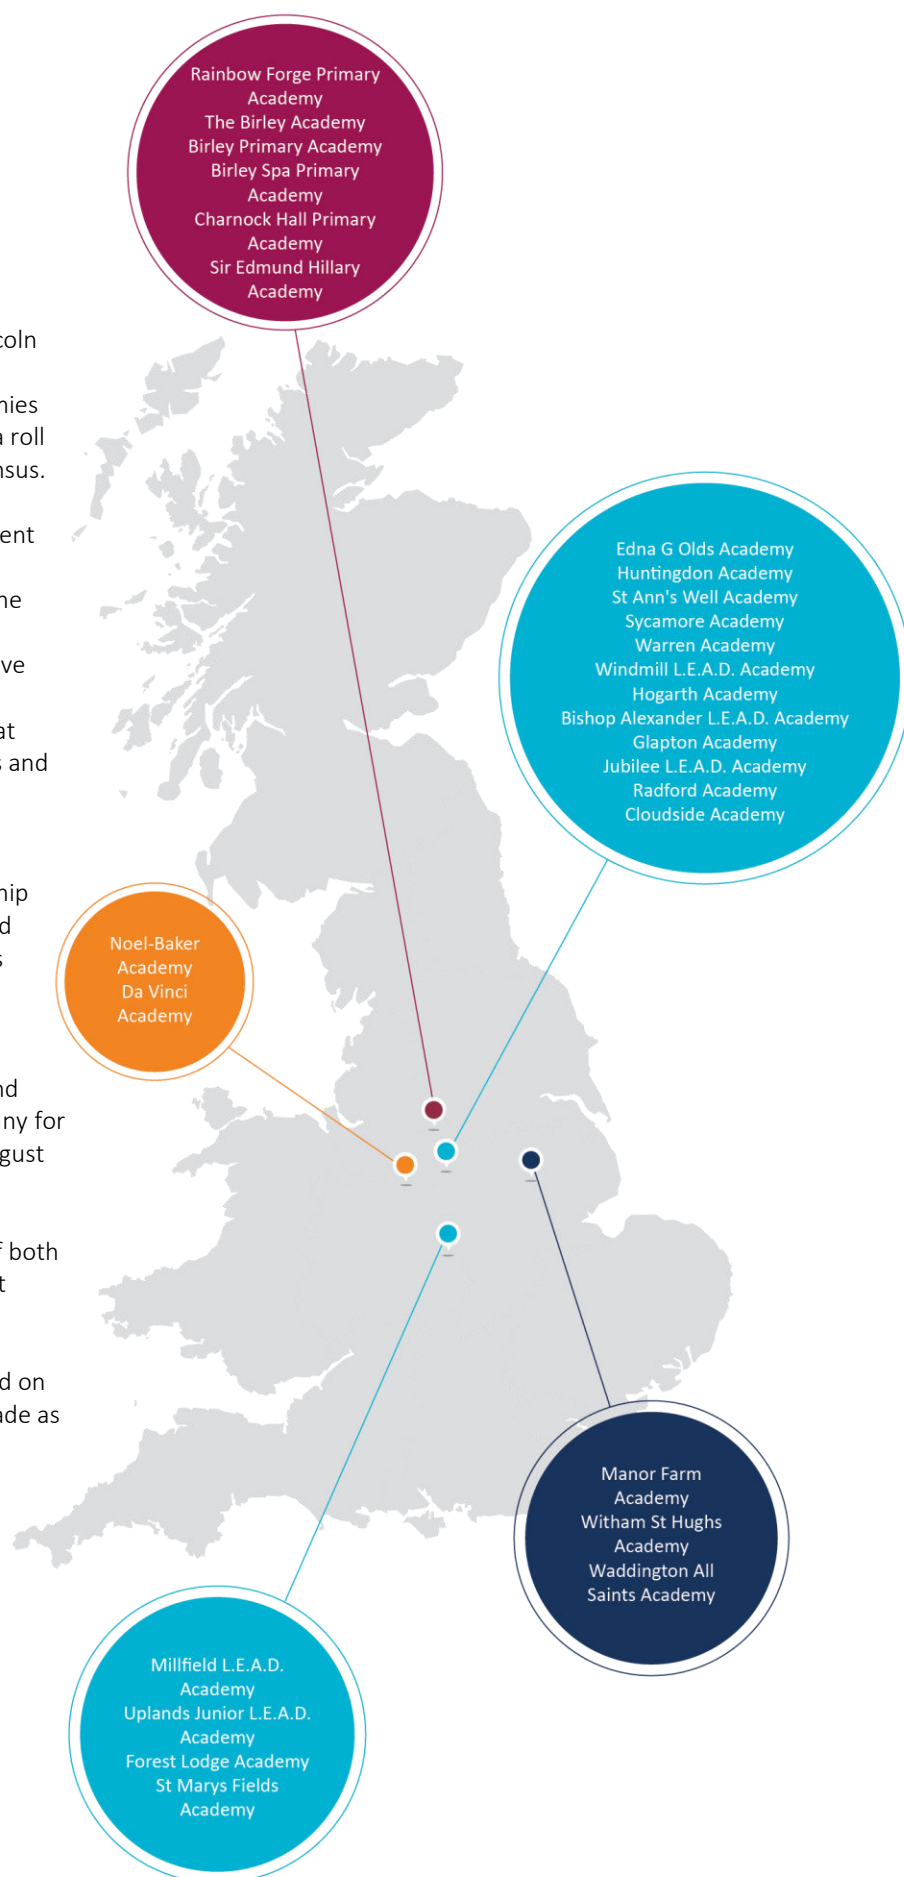 Rainbow Forge Primary
Academy
The Birley Academy
Birley Primary Academy
Birley Spa Primary
Academy
Charnock Hall Primary
Academy
Sir Edmund Hillary
Academy
coln
nies
a roll
nsus.
ent
ne
ve
at
s and
hip
d
s
nd
any for
gust
f both
t
d on
ade as
Edna G Olds Academy
Huntingdon Academy
St Ann's Well Academy
Sycamore Academy
Warren Academy
Windmill L.E.A.D. Academy
Hogarth Academy
Bishop Alexander L.E.A.D. Academy
Glapton Academy
Jubilee L.E.A.D. Academy
Radford Academy
Cloudside Academy
Noel-Baker
Academy
Da Vinci
Academy
Manor Farm
Academy
Witham St Hughs
Academy
Waddington All
Saints Academy
Millfield L.E.A.D.
Academy
Uplands Junior L.E.A.D.
Academy
Forest Lodge Academy
St Marys Fields
Academy